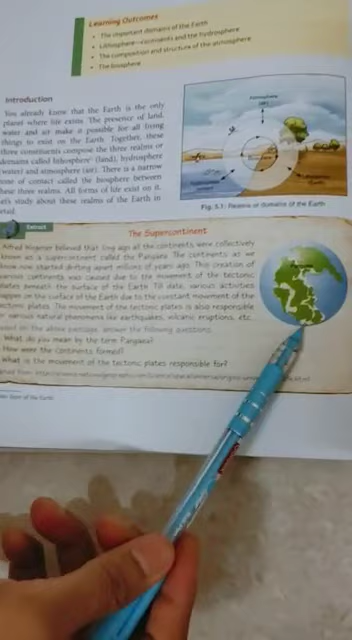 Learning Outcomes
• The important domains of the Earth
• Lithosphere—continents and the hydrosphere
• The composition and structure of the atmosphere
• The biosphere
Introduction
You already know that the Earth is the only
planet where life exists. The presence of land,
water and air make it possible for all living
things to exist on the Earth. Together, these
three constituents compose the three realms or
domains called lithosphere (land), hydrosphere
(water) and atmosphere (air). There is a narrow
zone of contact called the biosphere between
these three realms. All forms of life exist on it.
Let's study about these realms of the Earth in
detail.
Fig. 5.1: Realms or domains of the Earth
Extract
The Supercontinent
Alfred Wegener believed that long ago all the continents were collectively
known as a supercontinent called the Pangaea. The continents as we
know now started drifting apart millions of years ago. This creation of
various continents was caused due to the movement of the tectonic
plates beneath the surface of the Earth. Till date, various activities
happen on the surface of the Earth due to the constant movement of the
tectonic plates. The movement of the tectonic plates is also responsible
for various natural phenomena like earthquakes, volcanic eruptions, etc.
Based on the above passage, answer the following questions.
What do you mean by the term Pangaea?
How were the continents formed?
What is the movement of the tectonic plates responsible for?